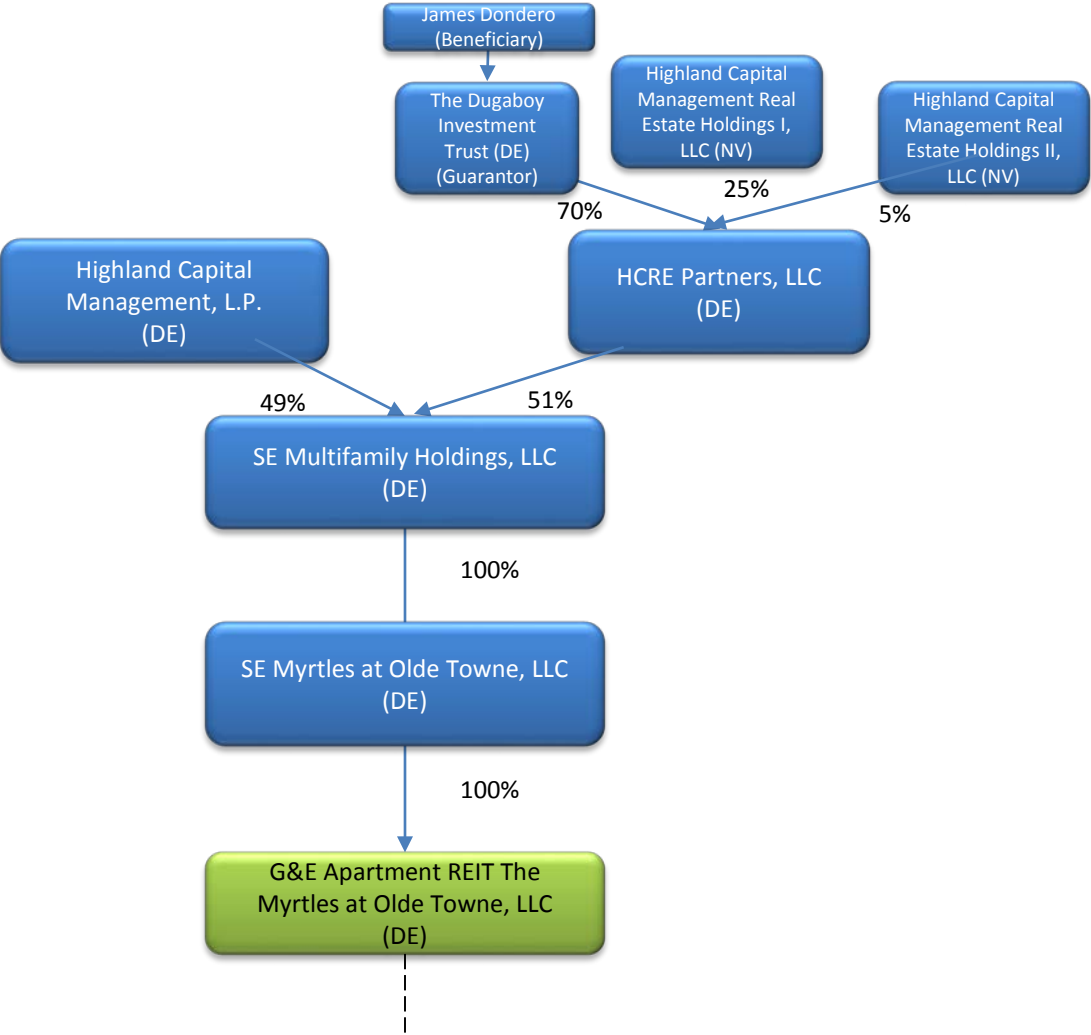 James Dondero
(Beneficiary)
The Dugaboy
Investment
Trust (DE)
(Guarantor)
Highland Capital
Management Real
Estate Holdings I,
LLC (NV)
Highland Capital
Management Real
Estate Holdings II,
LLC (NV)
70%
25%
5%
Highland Capital
Management, L.P.
(DE)
HCRE Partners, LLC
(DE)
49%
51%
SE Multifamily Holdings, LLC
(DE)
100%
SE Myrtles at Olde Towne, LLC
(DE)
100%
G&E Apartment REIT The
Myrtles at Olde Towne, LLC
(DE)